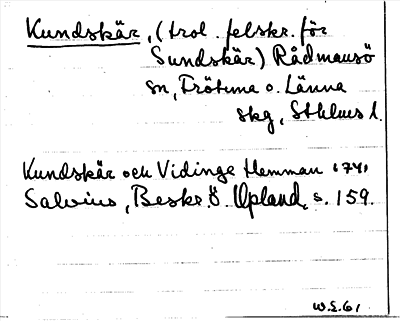 Kundskär, (trol. felskr. för
Sundskär) Rådmansö
sn, Frötuna o. Länna
skg, Sthlms l.
Kundskär och Vidinge Hemman 1741
Salvius, Beskr. Ö. Upland, s. 159.
W.L.61